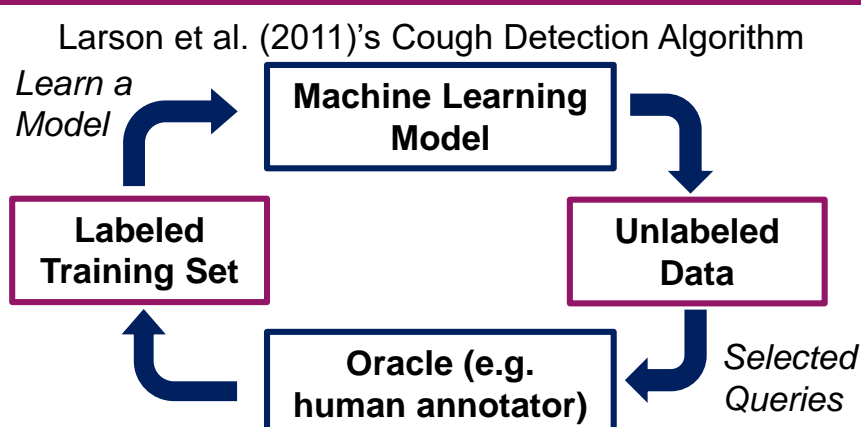 Larson et al. (2011)'s Cough Detection Algorithm
Learn a
Model
Machine Learning
Model
Labeled
Training Set
Unlabeled
Data
Oracle (e.g.
human annotator)
Selected
Queries